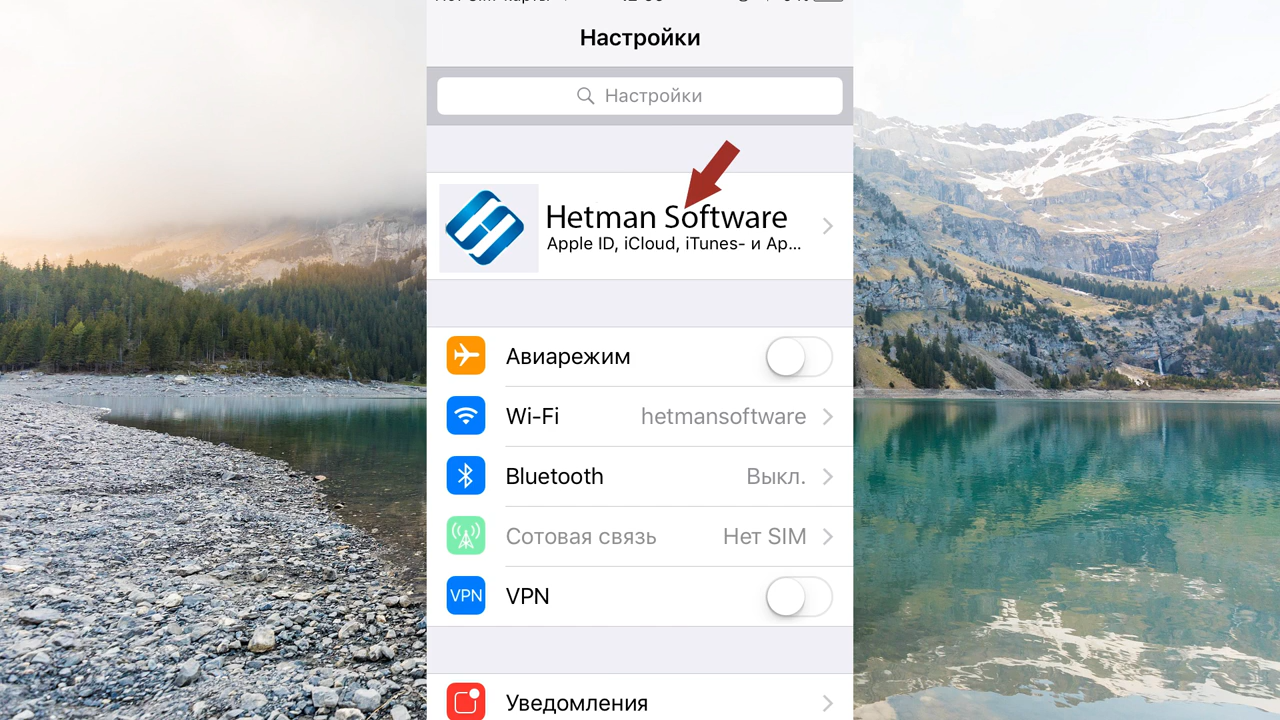 Настройки
Настройки
Hetman Software
Apple ID, iCloud, iTunes- и Ap...
Авиарежим
Wi-Fi hetmansoftware
Bluetooth Выкл.
Сотовая связь Нет SIM
VPN VPN
Уведомления